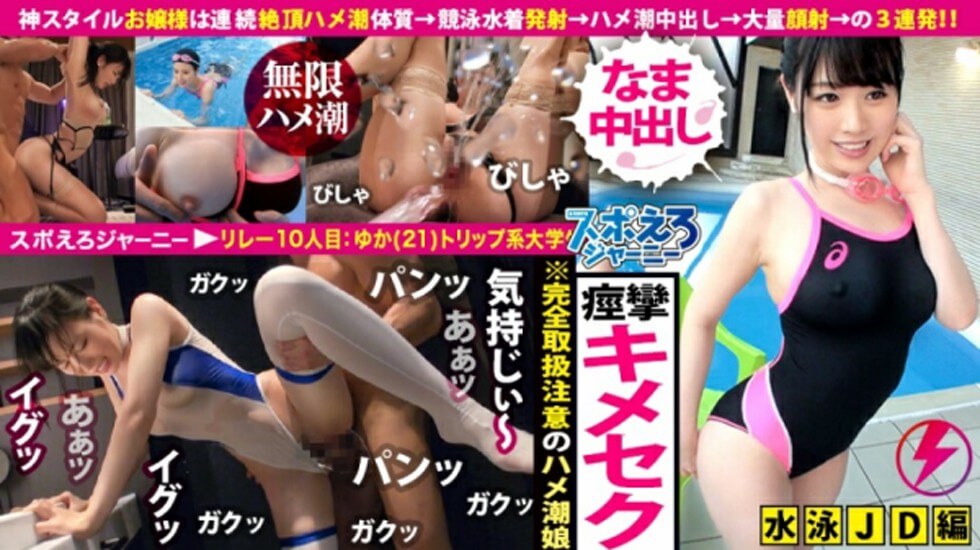 神スタイルお嬢様は連続絶頂ハメ潮体質→競泳水着発射→ハメ潮中出し→大量顔射→の3連発!!
無限
ハメ潮
びしゃ
びしゃ
なま
中出し
スポえろジャーニー▶リレー10人目:ゆか(21)トリップ系大学
スポえろ
ジャーニー
ガクッ
パンッ
あぁッ
気持じぃ〜
※完全取扱注意のハメ潮娘
痙攣
キメセク
イグッ
あぁッ
イグッ
ガクッ
パンッ
ガクッ
ガクッ
水泳JD編